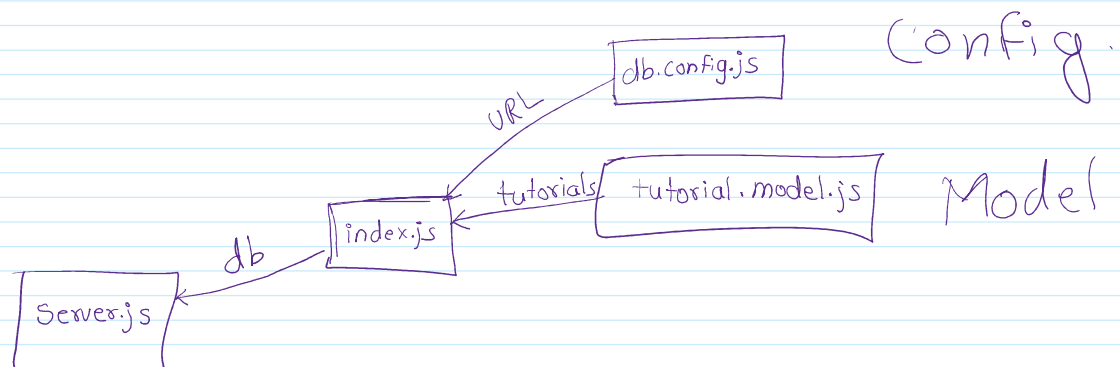 Config.
db.config.js
URL
tutorials
tutorial.model.js
Model
index.js
db
Server.js